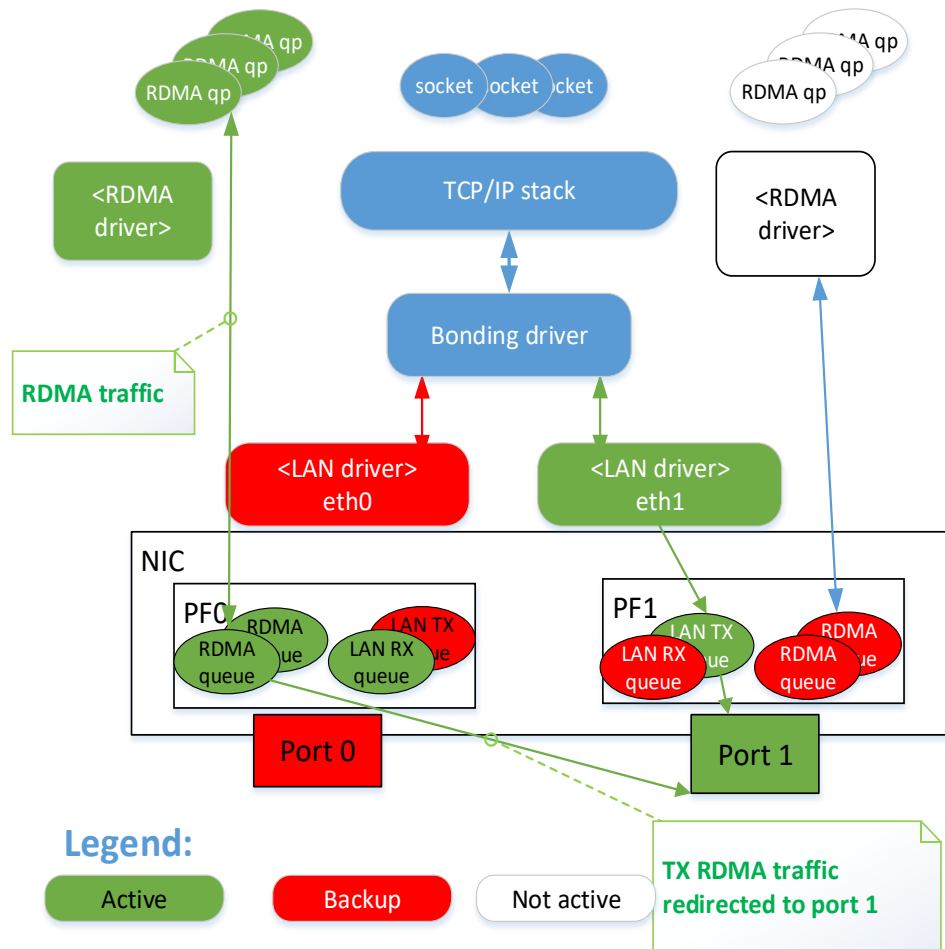 RDMA qp
RDMA qp
RDMA qp
socket
ocket
cket
RDMA qp
RDMA qp
RDMA qp
<RDMA
driver>
TCP/IP stack
<RDMA
driver>
Bonding driver
RDMA traffic
<LAN driver>
eth0
<LAN driver>
eth1
NIC
PF0
RDMA
queue
RDMA
queue
LAN TX
queue
LAN RX
queue
PF1
LAN TX
queue
LAN RX
queue
RDMA
queue
RDMA
queue
Port 0
Port 1
Legend:
Active
Backup
Not active
TX RDMA traffic
redirected to port 1